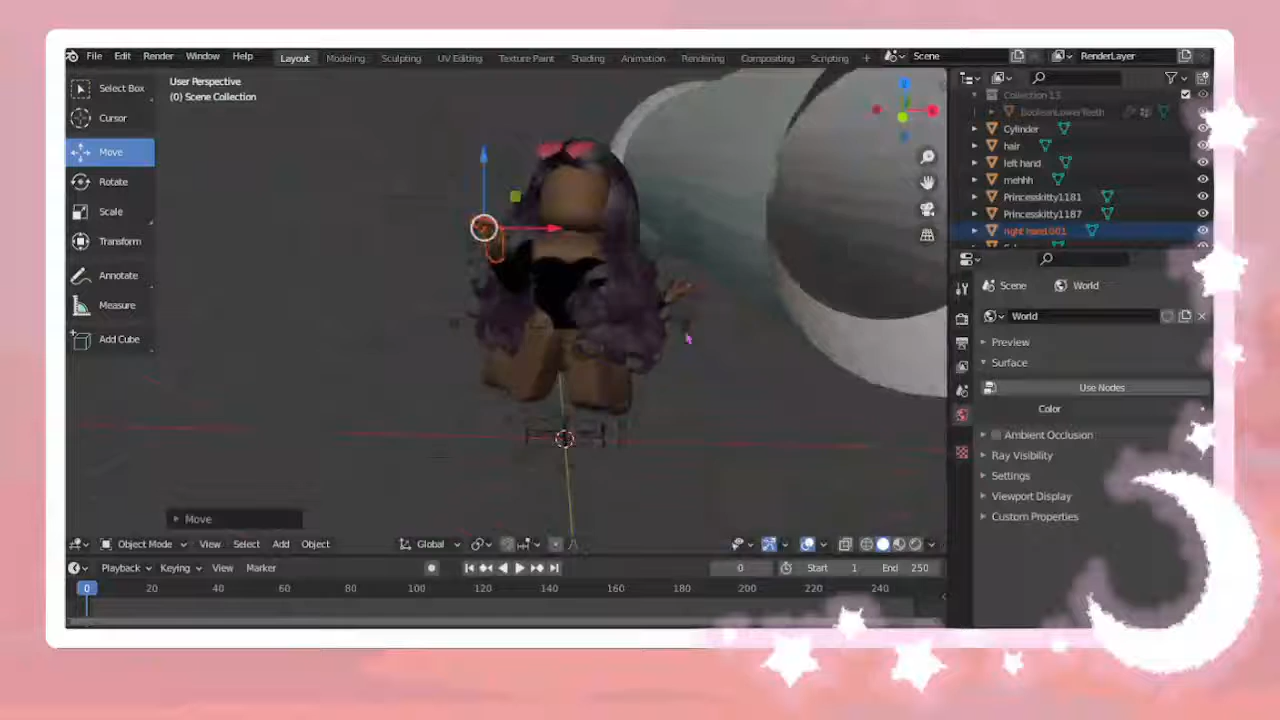 File Edit Render Window Help Layout Modeling Sculpting UV Editing Texture Paint Shading Animation Rendering Compositing Scripting + Scene RenderLayer
Select Box
Cursor
Move
Rotate
Scale
Transform
Annotate
Measure
Add Cube
User Perspective
(0) Scene Collection
Collection 13
BooleanLowerTeeth
Cylinder
hair
left hand
mehhh
Princesskitty1181
Princesskitty1187
right hand.001
Scene World
World
Preview
Surface
Use Nodes
Color
Ambient Occlusion
Ray Visibility
Settings
Viewport Display
Custom Properties
Move
Object Mode View Select Add Object Global
Playback Keying View Marker 0 Start 1 End 250
0 20 40 60 80 100 120 140 160 180 200 220 240